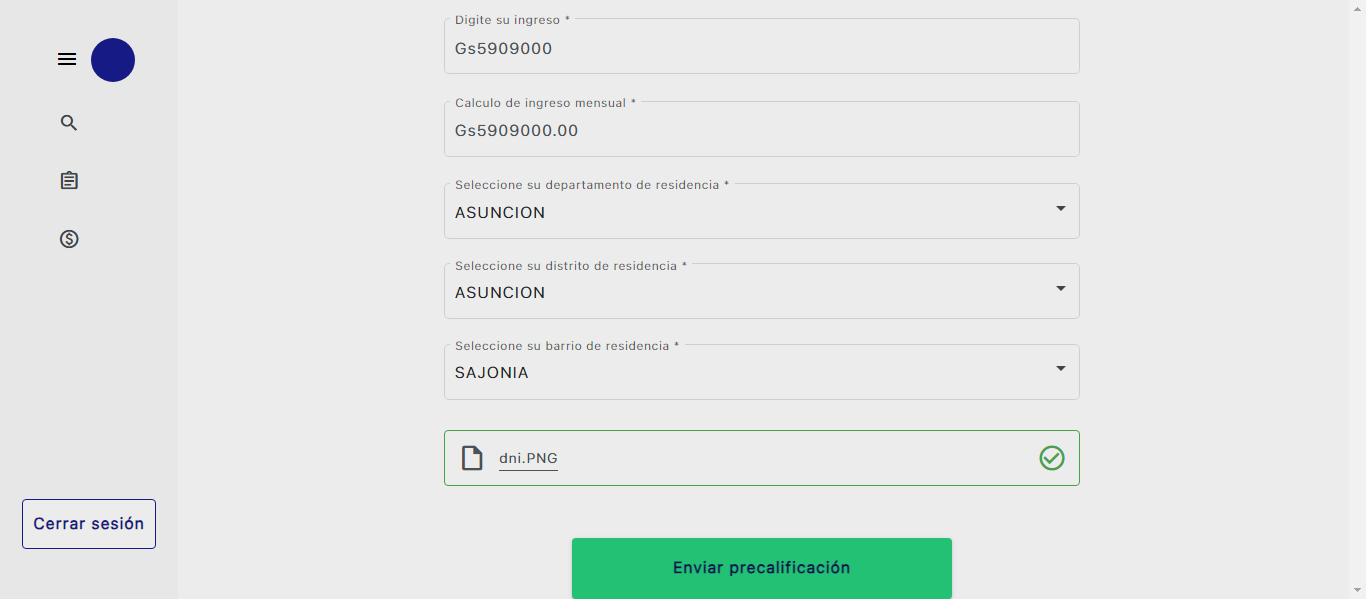 Digite su ingreso *
Gs5909000
Calculo de ingreso mensual *
Gs5909000.00
Seleccione su departamento de residencia *
ASUNCION
Seleccione su distrito de residencia *
ASUNCION
Seleccione su barrio de residencia *
SAJONIA
dni.PNG
Cerrar sesión
Enviar precalificación